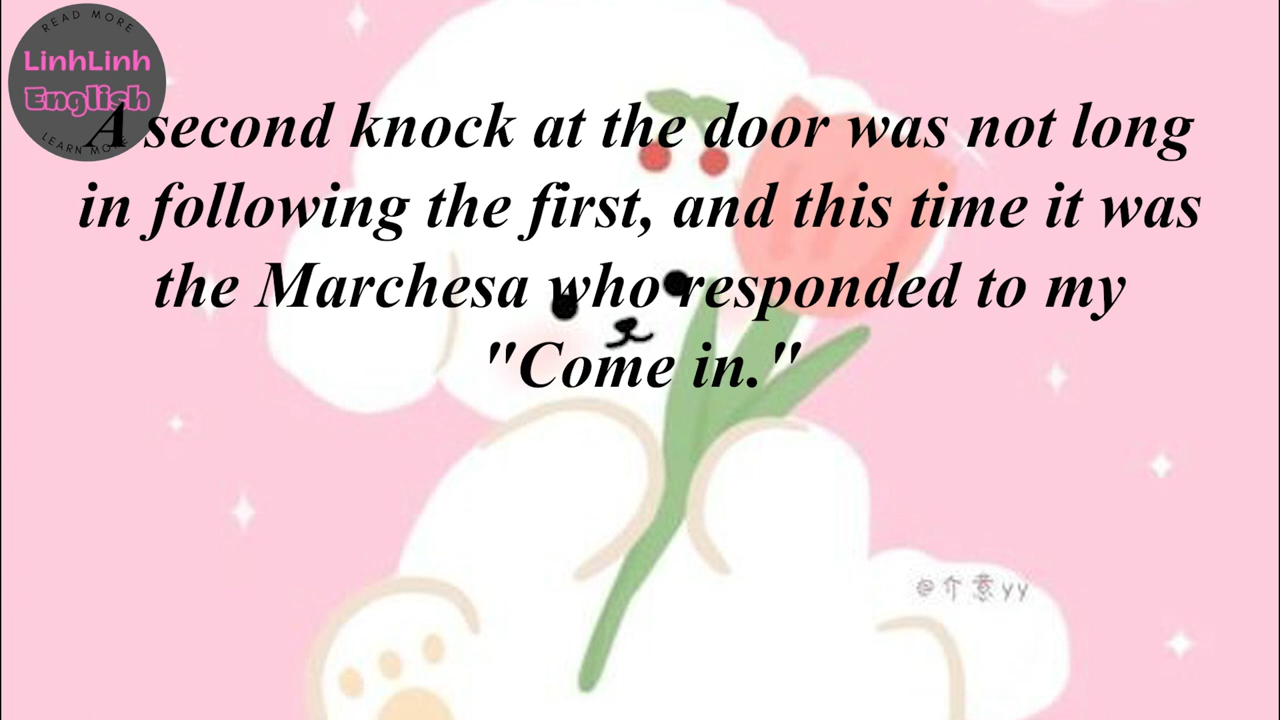 READ MORE
LinhLinh
English
LEARN MORE
A second knock at the door was not long
in following the first, and this time it was
the Marchesa who responded to my
"Come in."
@介意yy